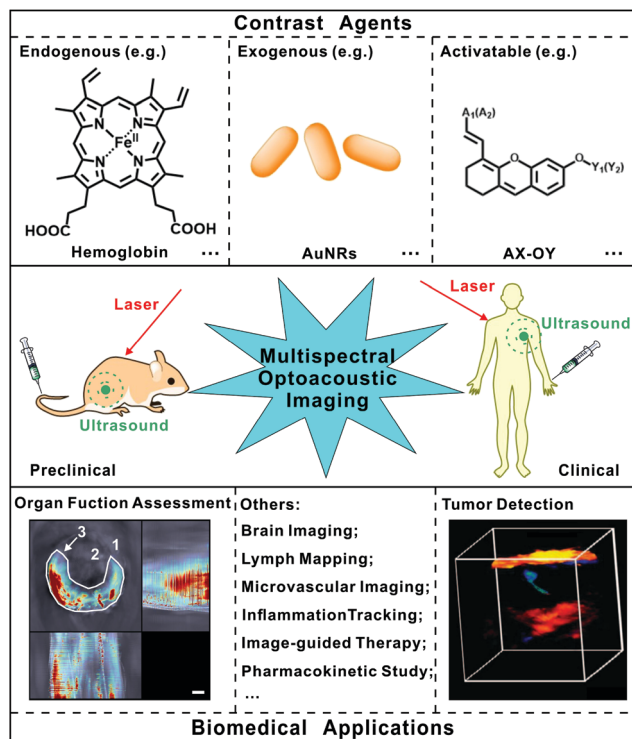 Contrast Agents
Endogenous (e.g.)
Exogenous (e.g.)
Activatable (e.g.)
N
N
Fe
II
N
N
HOOC
COOH
A1(A2)
O
O
Y1(Y2)
Hemoglobin ...
AuNRs ...
AX-OY ...
Laser
Ultrasound
Preclinical
Multispectral
Optoacoustic
Imaging
Laser
Ultrasound
Clinical
Organ Fuction Assessment
3
2
1
Others:
Brain Imaging;
Lymph Mapping;
Microvascular Imaging;
InflammationTracking;
Image-guided Therapy;
Pharmacokinetic Study;
...
Tumor Detection
Biomedical Applications